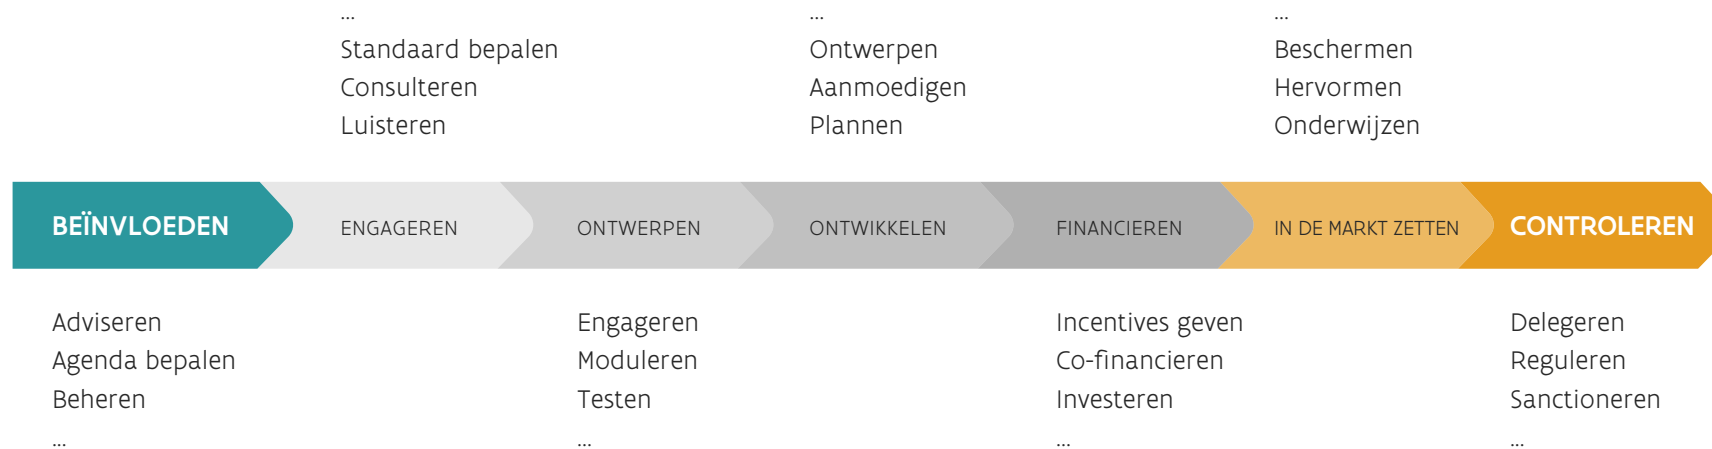 ...
Standaard bepalen
Consulteren
Luisteren
...
Ontwerpen
Aanmoedigen
Plannen
...
Beschermen
Hervormen
Onderwijzen
BEÏNVLOEDEN
ENGAGEREN
ONTWERPEN
ONTWIKKELEN
FINANCIEREN
IN DE MARKT ZETTEN
CONTROLEREN
Adviseren
Agenda bepalen
Beheren
...
Engageren
Moduleren
Testen
...
Incentives geven
Co-financieren
Investeren
...
Delegeren
Reguleren
Sanctioneren
...